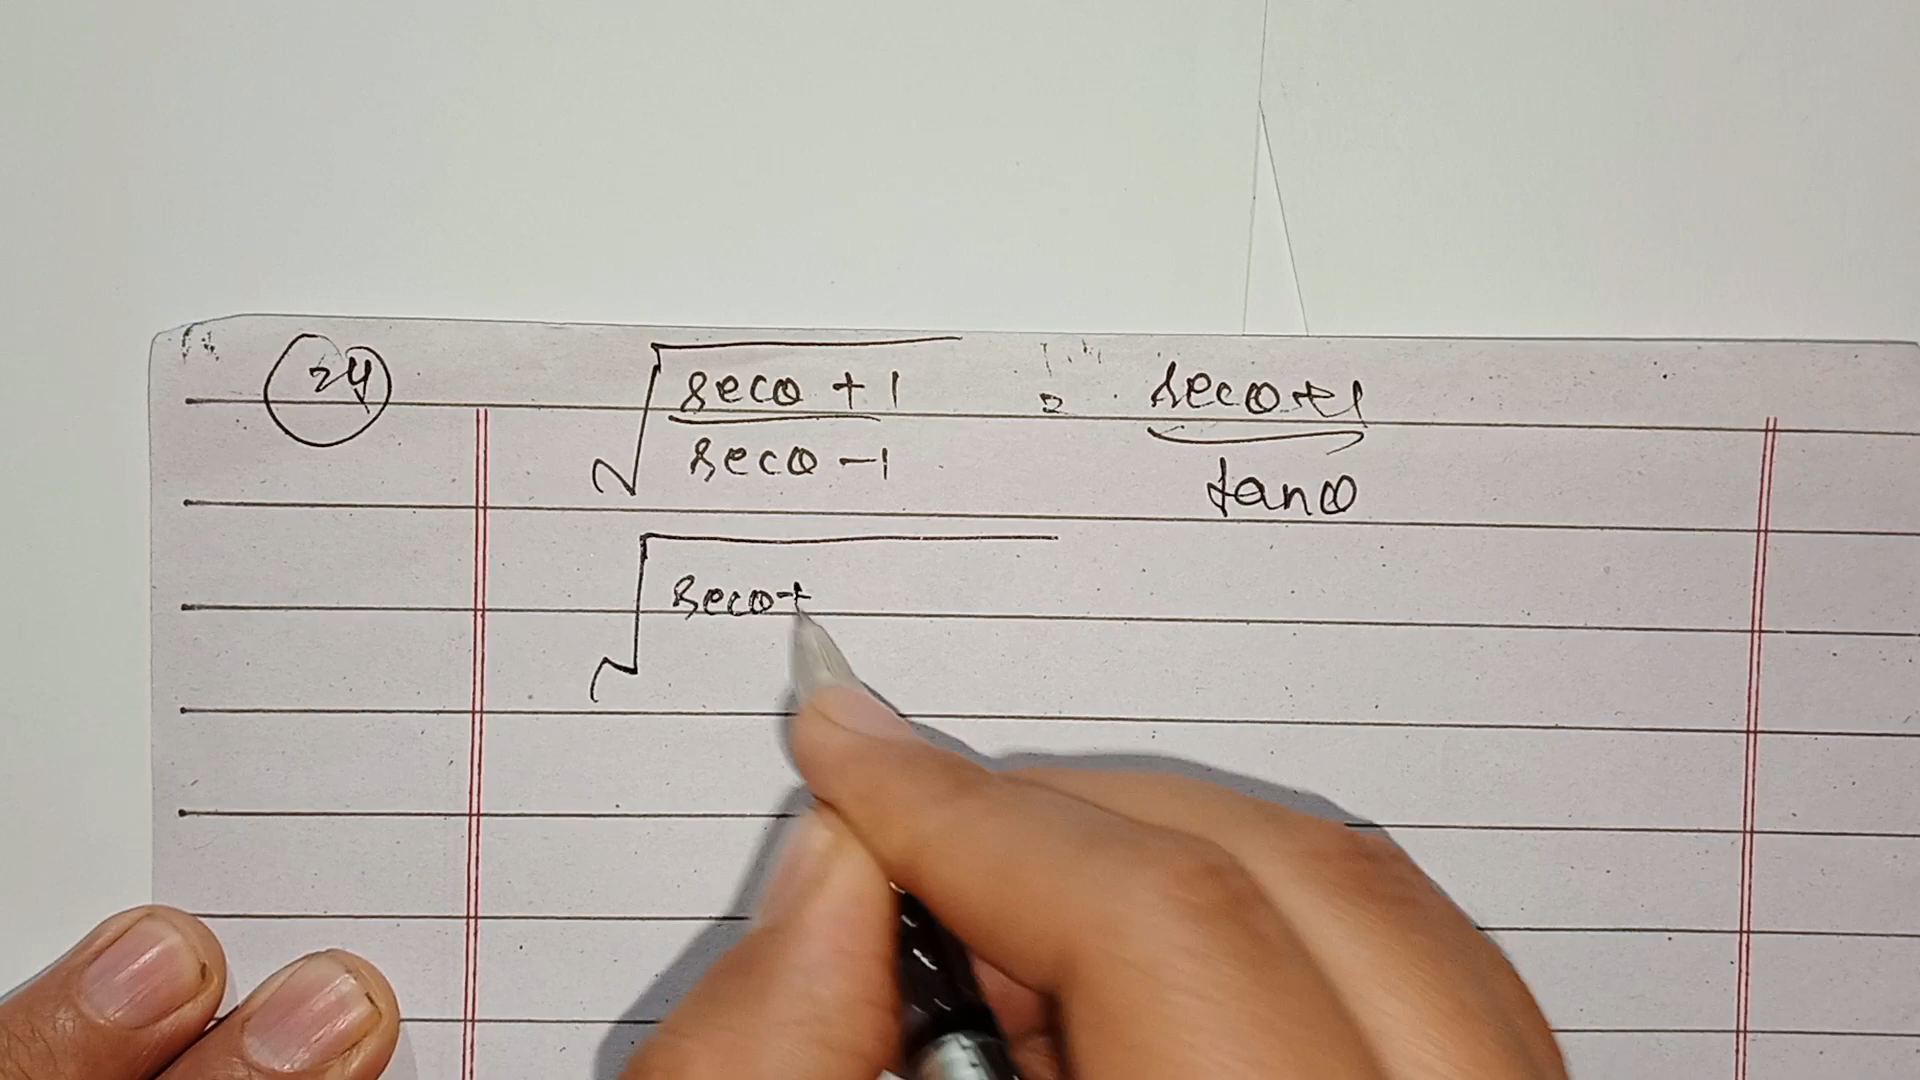 24 √(secθ + 1 / secθ - 1) = secθ+1 / tanθ
√secθ+